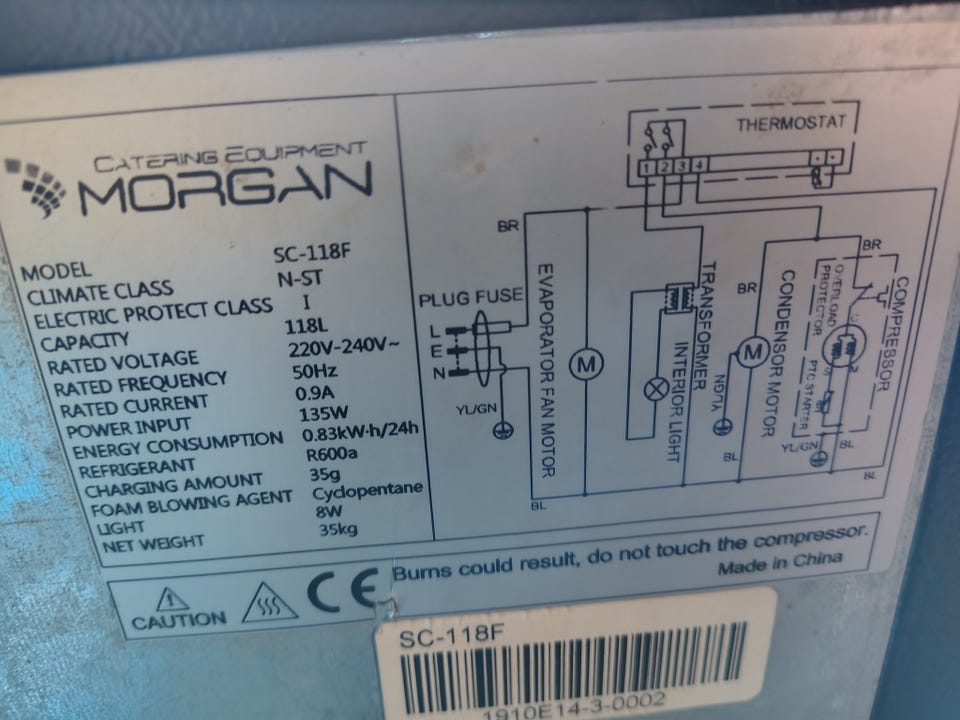 CATERING EQUIPMENT
MORGAN
MODEL SC-118F
CLIMATE CLASS N-ST
ELECTRIC PROTECT CLASS I
CAPACITY 118L
RATED VOLTAGE 220V-240V~
RATED FREQUENCY 50Hz
RATED CURRENT 0.9A
POWER INPUT 135W
ENERGY CONSUMPTION 0.83kW·h/24h
REFRIGERANT R600a
CHARGING AMOUNT 35g
FOAM BLOWING AGENT Cyclopentane
LIGHT 8W
NET WEIGHT 35kg
THERMOSTAT
1 2 3 4
BR
PLUG FUSE
L
E
N
YL/GN
EVAPORATOR FAN MOTOR
M
BL
TRANSFORMER
INTERIOR LIGHT
BR
YL/GN
M
CONDENSOR MOTOR
BL
BR
OVERLOAD
PROTECTOR
PTC STARTER
COMPRESSOR
YL/GN
BL
BL
CAUTION
CE
Burns could result, do not touch the compressor.
Made in China
SC-118F
1910E14-3-0002